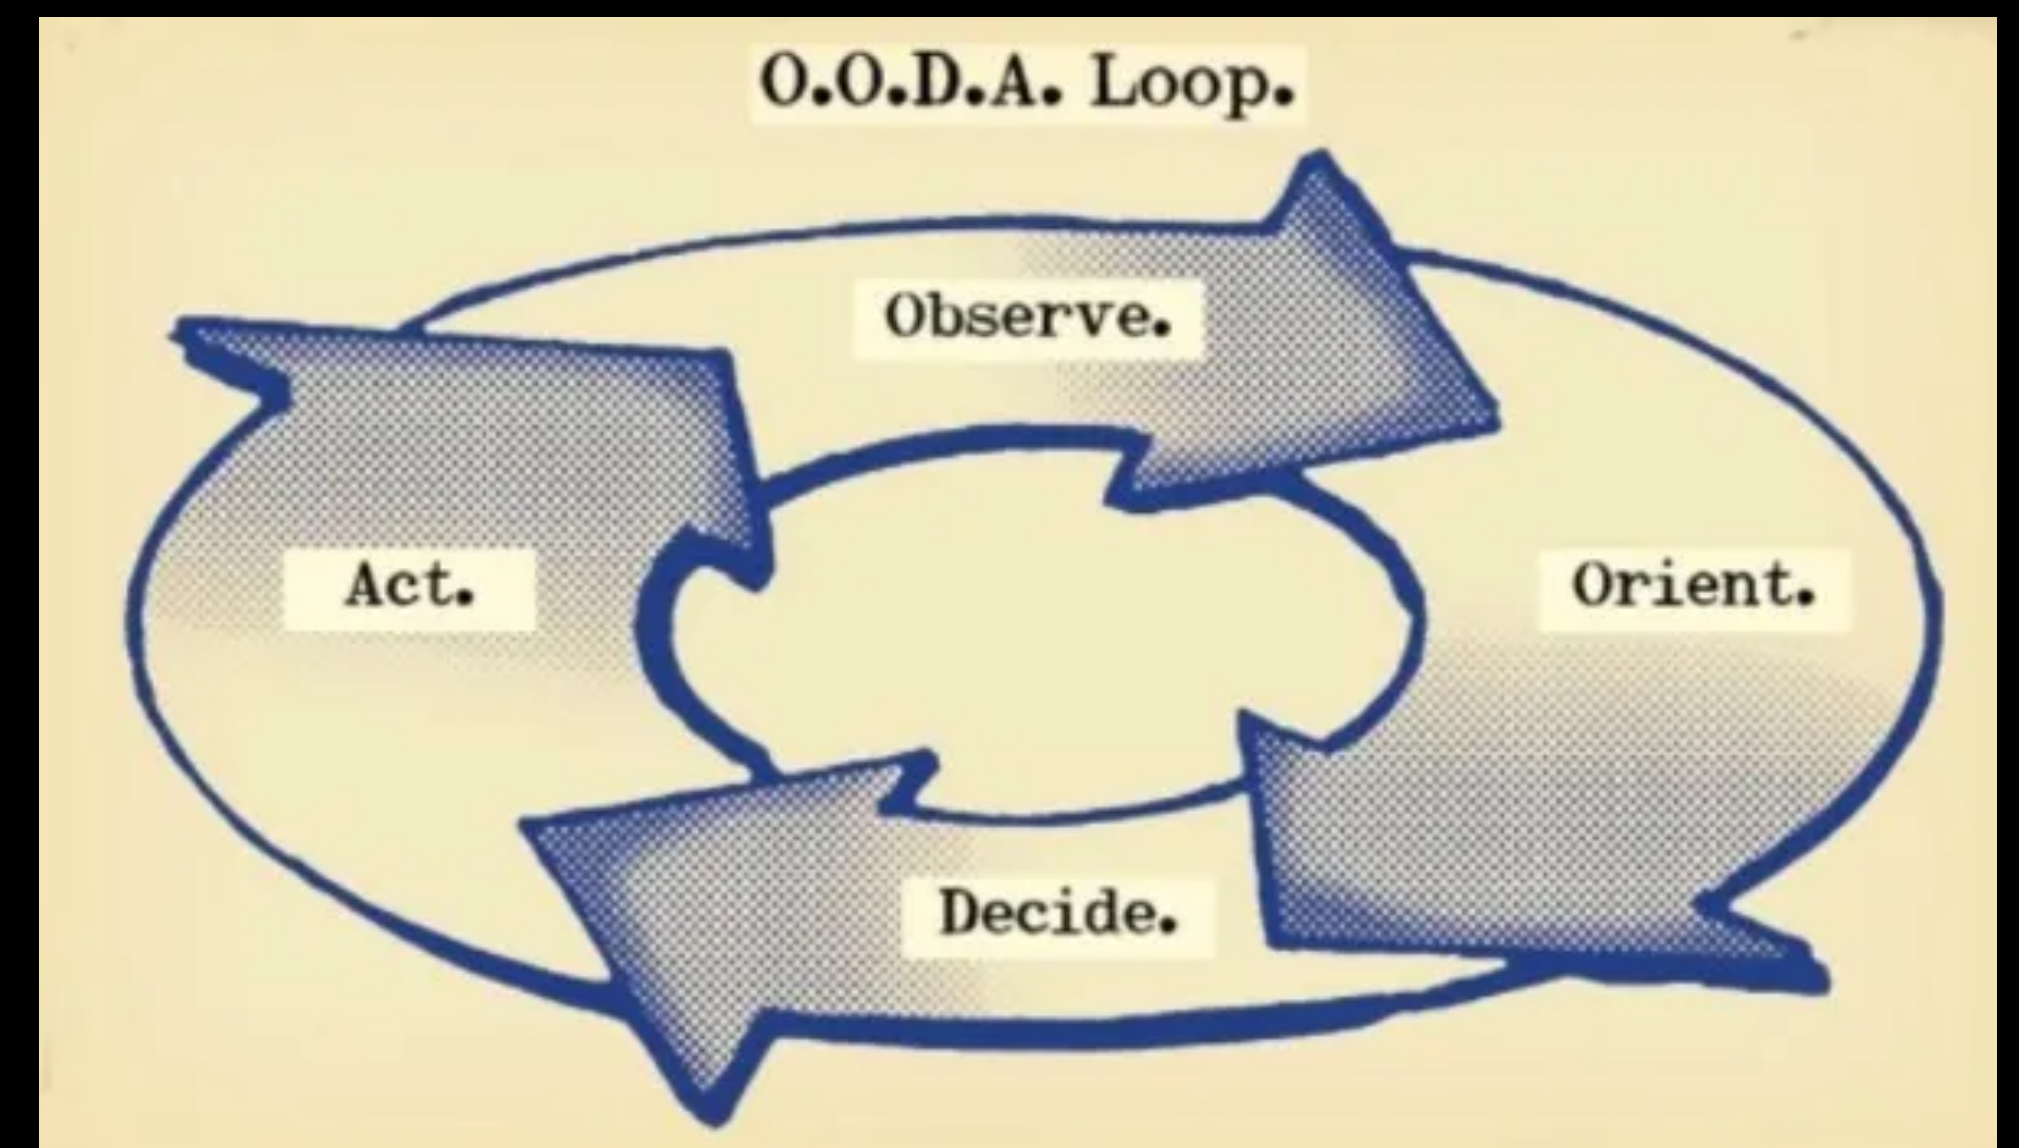 O.O.D.A. Loop.
Observe.
Orient.
Decide.
Act.